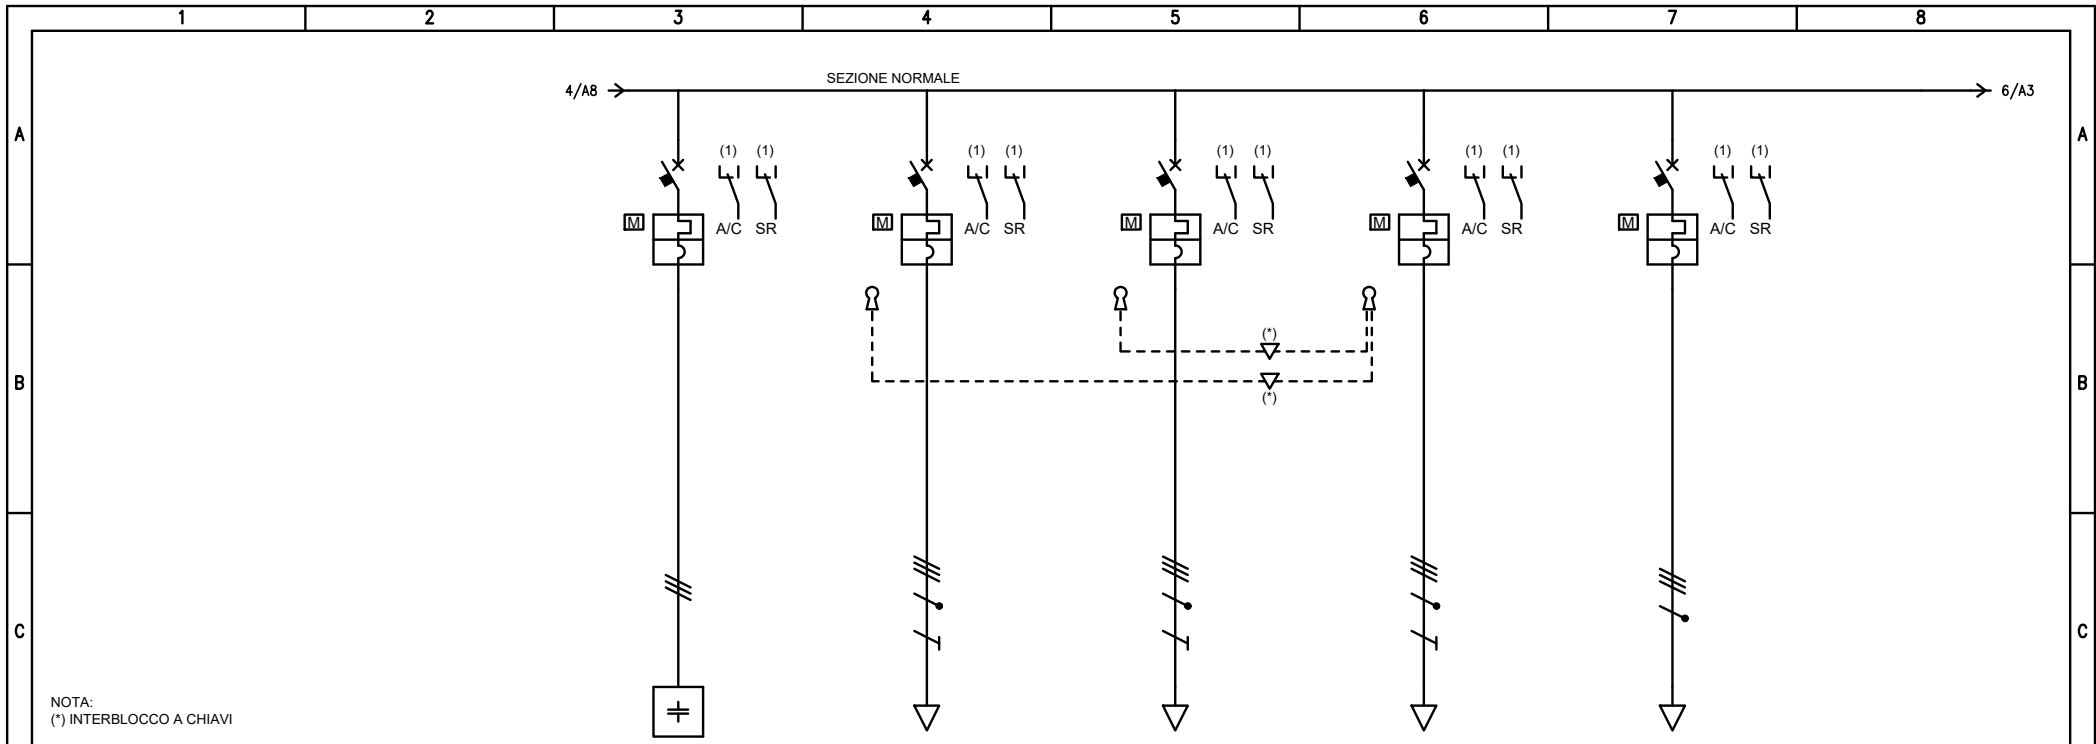 1 2 3 4 5 6 7 8
SEZIONE NORMALE
4/A8 6/A3
A A
(1) (1) (1) (1) (1) (1) (1) (1) (1) (1)
M A/C SR M A/C SR M A/C SR M A/C SR M A/C SR
(*)
B B
(*)
C C
NOTA:
(*) INTERBLOCCO A CHIAVI